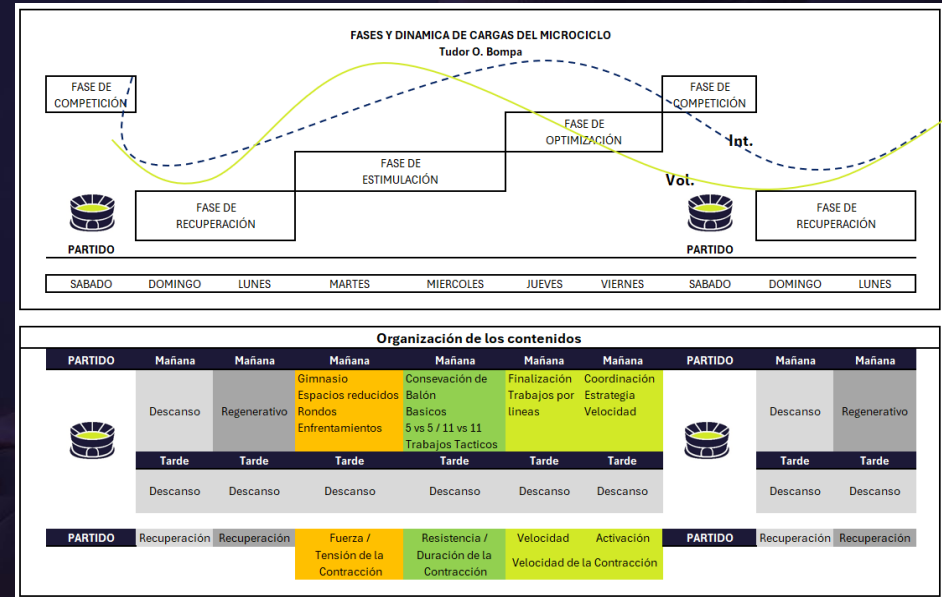 FASES Y DINAMICA DE CARGAS DEL MICROCICLO
Tudor O. Bompa
FASE DE
COMPETICIÓN
FASE DE
COMPETICIÓN
FASE DE
OPTIMIZACIÓN
Int.
FASE DE
ESTIMULACIÓN
Vol.
FASE DE
RECUPERACIÓN
FASE DE
RECUPERACIÓN
PARTIDO
PARTIDO
SABADO DOMINGO LUNES MARTES MIERCOLES JUEVES VIERNES SABADO DOMINGO LUNES
Organización de los contenidos
PARTIDO Mañana Mañana Mañana Mañana Mañana Mañana PARTIDO Mañana Mañana
Descanso
Regenerativo
Gimnasio
Espacios reducidos
Rondos
Enfrentamientos
Consevación de
Balón
Basicos
5 vs 5 / 11 vs 11
Trabajos Tacticos
Finalización
Trabajos por
lineas
Coordinación
Estrategia
Velocidad
Descanso
Regenerativo
Tarde Tarde Tarde Tarde Tarde Tarde Tarde Tarde
Descanso Descanso Descanso Descanso Descanso Descanso Descanso Descanso
PARTIDO
Recuperación
Recuperación
Fuerza /
Tensión de la
Contracción
Resistencia /
Duración de la
Contracción
Velocidad
Activación
Velocidad de la Contracción
PARTIDO
Recuperación
Recuperación